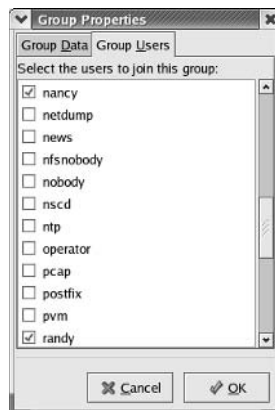 Group Properties
Group Data Group Users
Select the users to join this group:
nancy
netdump
news
nfsnobody
nobody
nscd
ntp
operator
pcap
postfix
pvm
randy
Cancel OK